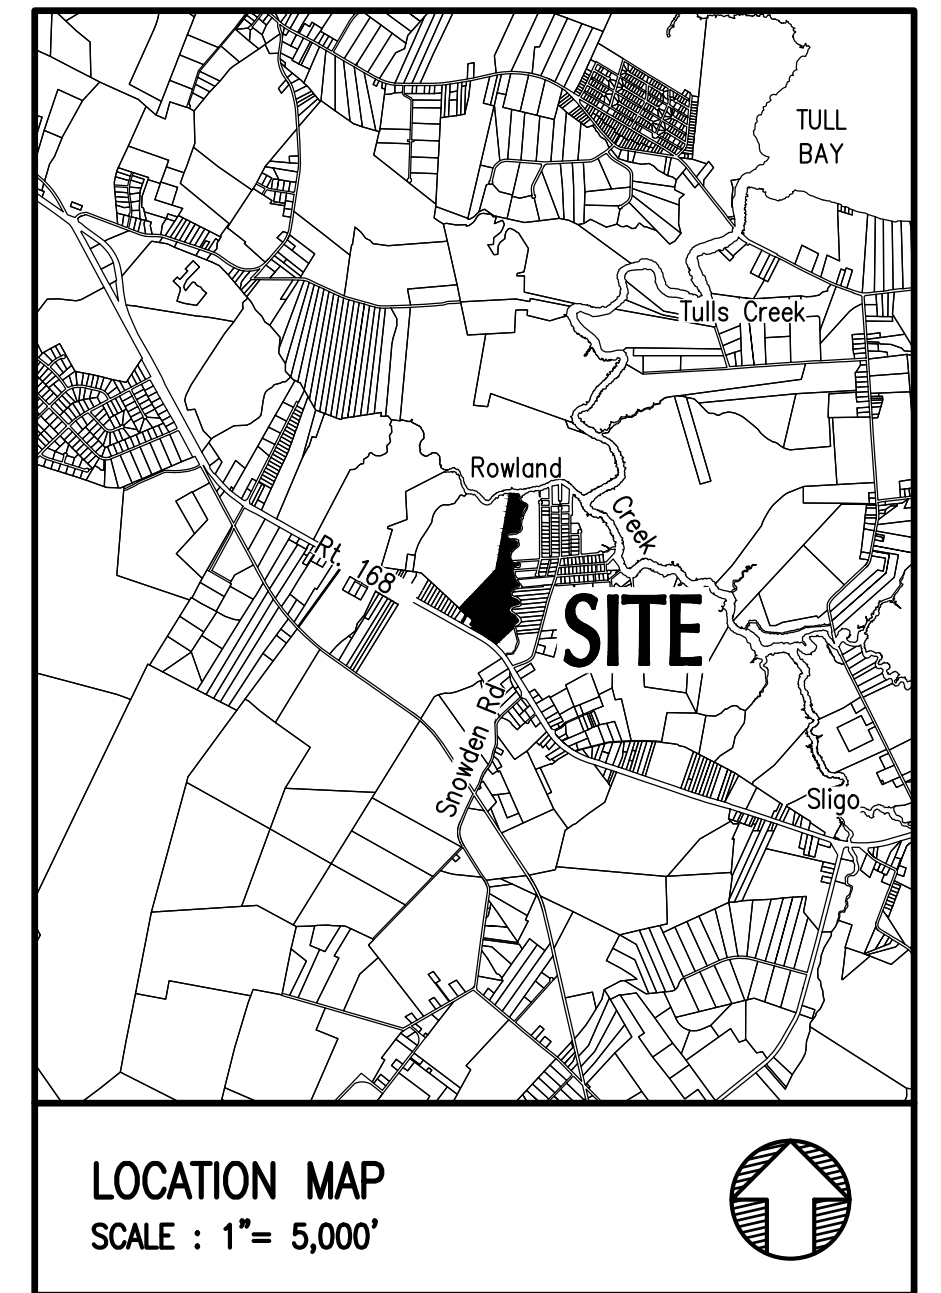 TULL
BAY
Tulls Creek
Rowland
Creek
Rt. 168
SITE
Snowden Rd.
Sligo
LOCATION MAP
SCALE : 1"= 5,000'